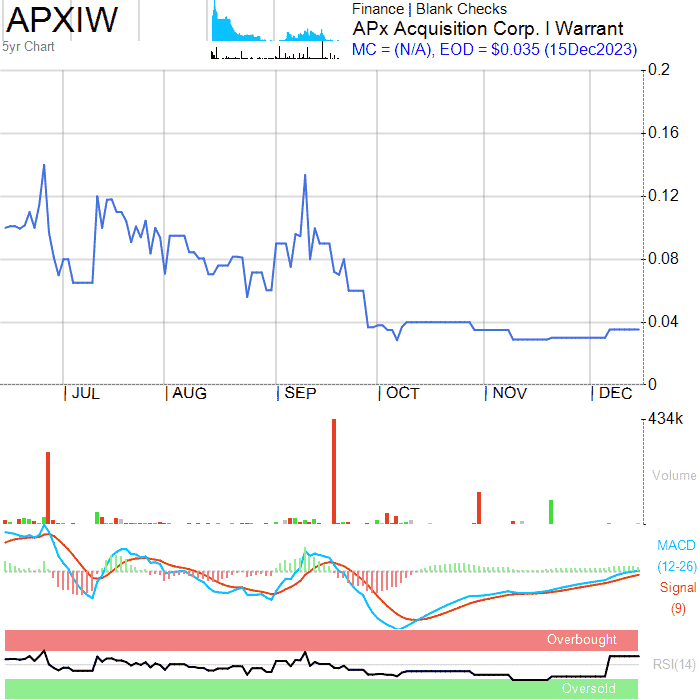 APXIW
5yr Chart
Finance | Blank Checks
APx Acquisition Corp. I Warrant
MC = (N/A), EOD = $0.035 (15Dec2023)
0.2
0.16
0.12
0.08
0.04
0
| JUL | AUG | SEP | OCT | NOV | DEC
434k
Volume
MACD
(12-26)
Signal
(9)
Overbought
RSI(14)
Oversold